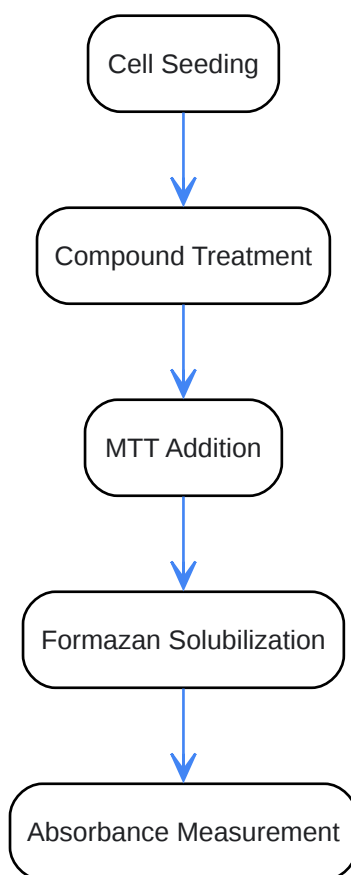 Cell Seeding
Compound Treatment
MTT Addition
Formazan Solubilization
Absorbance Measurement